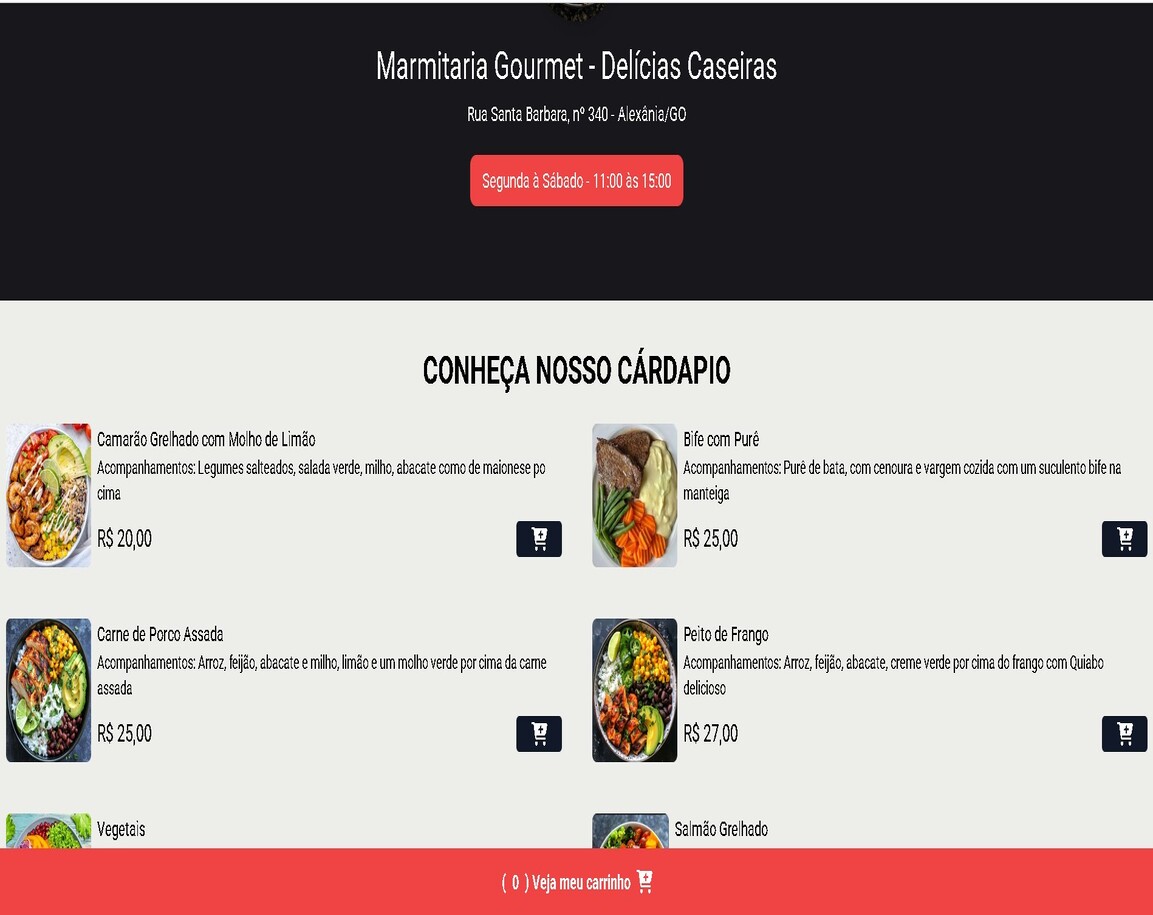 Marmitaria Gourmet - Delícias Caseiras
Rua Santa Barbara, nº 340 - Alexânia/GO
Segunda à Sábado - 11:00 às 15:00
CONHEÇA NOSSO CÁRDAPIO
Camarão Grelhado com Molho de Limão
Acompanhamentos: Legumes salteados, salada verde, milho, abacate como de maionese po
cima
R$ 20,00
Bife com Purê
Acompanhamentos: Purê de bata, com cenoura e vargem cozida com um suculento bife na
manteiga
R$ 25,00
Carne de Porco Assada
Acompanhamentos: Arroz, feijão, abacate e milho, limão e um molho verde por cima da carne
assada
R$ 25,00
Peito de Frango
Acompanhamentos: Arroz, feijão, abacate, creme verde por cima do frango com Quiabo
delicioso
R$ 27,00
Vegetais
Salmão Grelhado
( 0 ) Veja meu carrinho